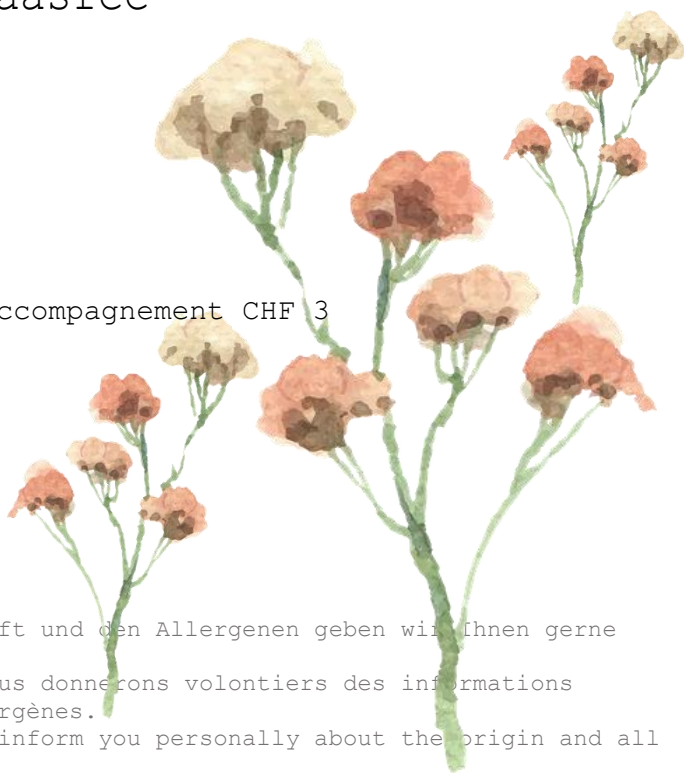 ccompagnement CHF 3
ft und den Allergenen geben wir Ihnen gerne
us donnerons volontiers des informations
rgènes.
inform you personally about the origin and all